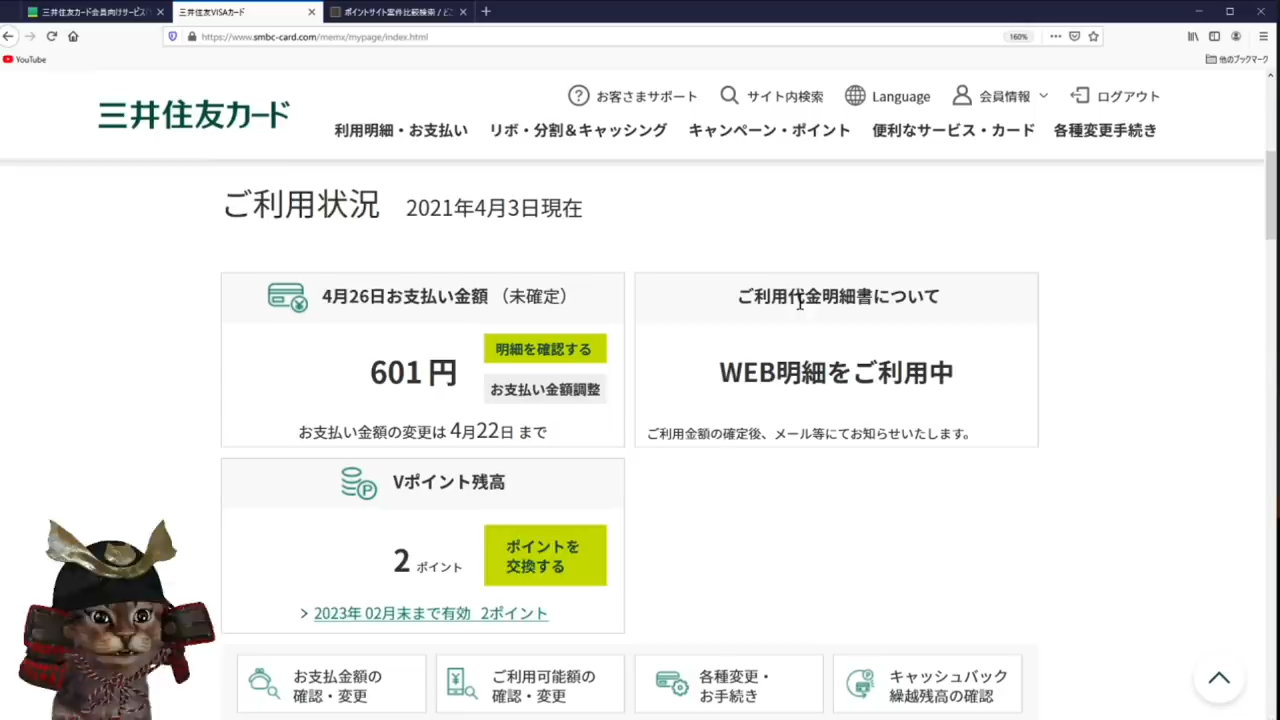 三井住友カード会員向けサービス
三井住友VISAカード
ポイントサイト案件比較検索 / どこ
https://www.smbc-card.com/memx/mypage/index.html
160%
YouTube
他のブックマーク
三井住友カード
お客さまサポート
サイト内検索
Language
会員情報
ログアウト
利用明細・お支払い
リボ・分割＆キャッシング
キャンペーン・ポイント
便利なサービス・カード
各種変更手続き
ご利用状況 2021年4月3日現在
4月26日お支払い金額（未確定）
601 円
明細を確認する
お支払い金額調整
お支払い金額の変更は 4月22日 まで
ご利用代金明細書について
WEB明細をご利用中
ご利用金額の確定後、メール等にてお知らせいたします。
Vポイント残高
2 ポイント
ポイントを
交換する
> 2023年 02月末まで有効 2ポイント
お支払金額の
確認・変更
ご利用可能額の
確認・変更
各種変更・
お手続き
キャッシュバック
繰越残高の確認